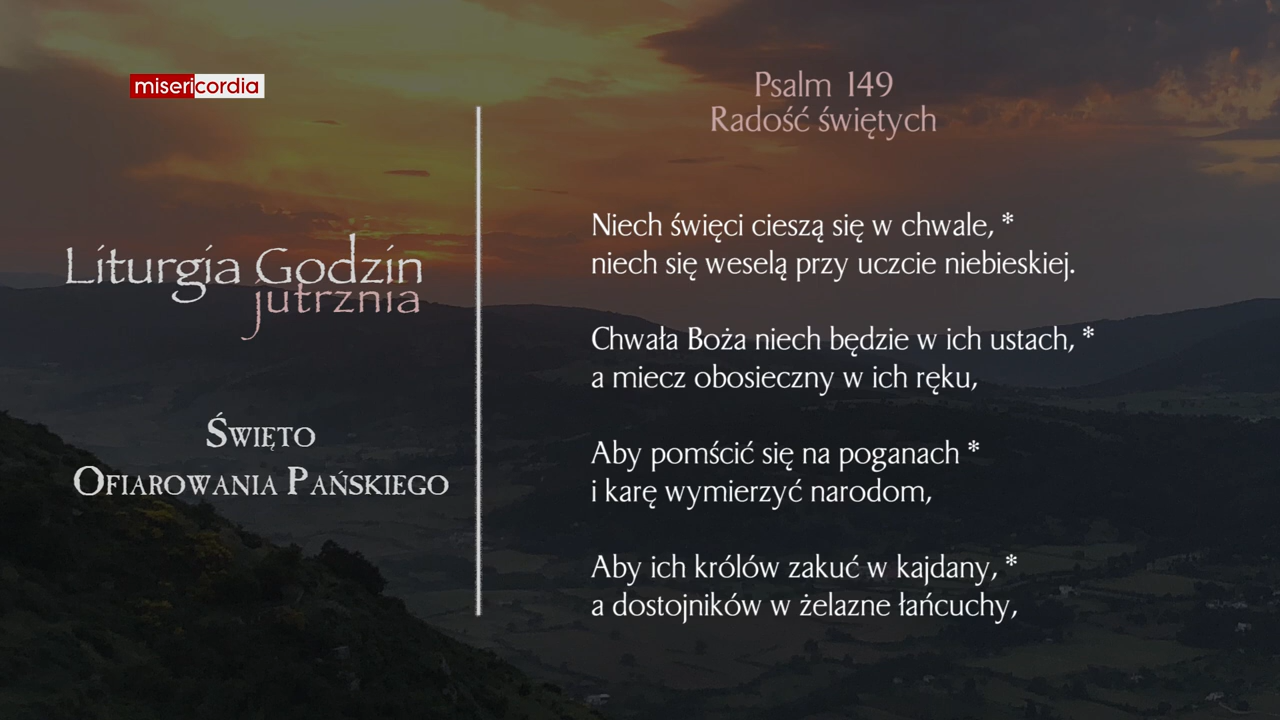 misericordia
Liturgia Godzin
jutrznia
Święto
Ofiarowania Pańskiego
Psalm 149
Radość świętych
Niech święci cieszą się w chwale, *
niech się weselą przy uczcie niebieskiej.
Chwała Boża niech będzie w ich ustach, *
a miecz obosieczny w ich ręku,
Aby pomścić się na poganach *
i karę wymierzyć narodom,
Aby ich królów zakuć w kajdany, *
a dostojników w żelazne łańcuchy,